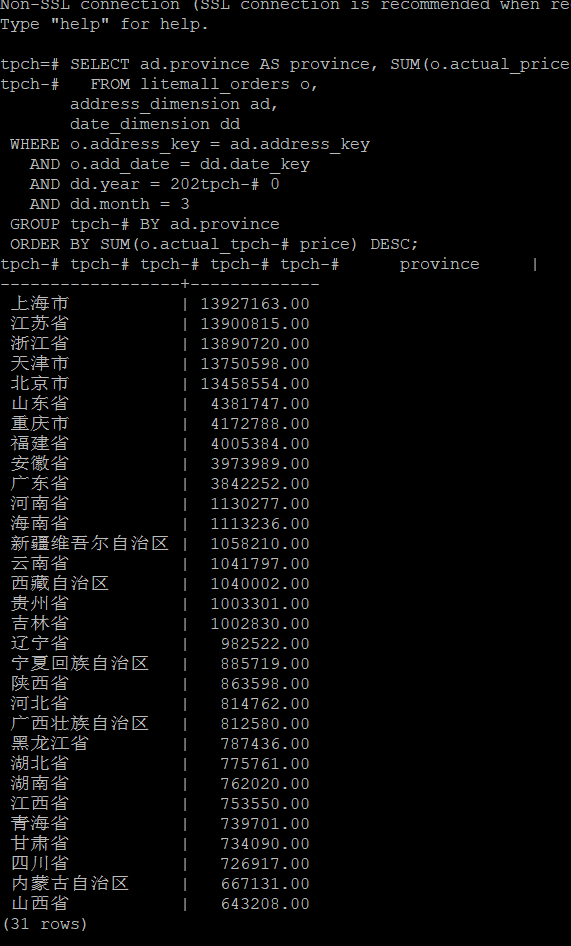 Non-SSL connection (SSL connection is recommended when re
Type "help" for help.
tpch=# SELECT ad.province AS province, SUM(o.actual_price
tpch-#   FROM litemall_orders o,
       address_dimension ad,
       date_dimension dd
 WHERE o.address_key = ad.address_key
   AND o.add_date = dd.date_key
   AND dd.year = 202tpch-# 0
   AND dd.month = 3
 GROUP tpch-# BY ad.province
 ORDER BY SUM(o.actual_tpch-# price) DESC;
tpch-# tpch-# tpch-# tpch-# tpch-#      province     |
------------------+-------------
 上海市           | 13927163.00
 江苏省           | 13900815.00
 浙江省           | 13890720.00
 天津市           | 13750598.00
 北京市           | 13458554.00
 山东省           |  4381747.00
 重庆市           |  4172788.00
 福建省           |  4005384.00
 安徽省           |  3973989.00
 广东省           |  3842252.00
 河南省           |  1130277.00
 海南省           |  1113236.00
 新疆维吾尔自治区 |  1058210.00
 云南省           |  1041797.00
 西藏自治区       |  1040002.00
 贵州省           |  1003301.00
 吉林省           |  1002830.00
 辽宁省           |   982522.00
 宁夏回族自治区   |   885719.00
 陕西省           |   863598.00
 河北省           |   814762.00
 广西壮族自治区   |   812580.00
 黑龙江省         |   787436.00
 湖北省           |   775761.00
 湖南省           |   762020.00
 江西省           |   753550.00
 青海省           |   739701.00
 甘肃省           |   734090.00
 四川省           |   726917.00
 内蒙古自治区     |   667131.00
 山西省           |   643208.00
(31 rows)